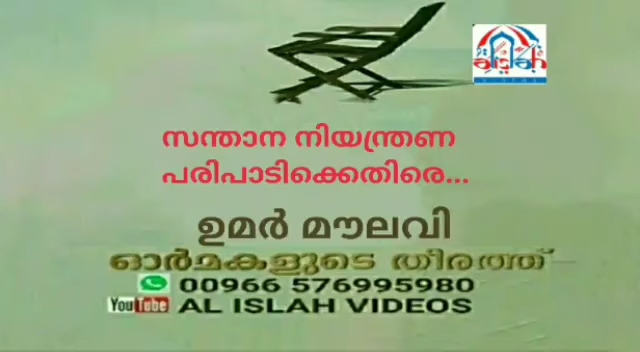 സന്താന നിയന്ത്രണ
പരിപാടിക്കെതിരെ...
ഉമർ മൗലവി
ഓർമകളുടെ തീരത്ത്
00966 576995980
YouTube AL ISLAH VIDEOS